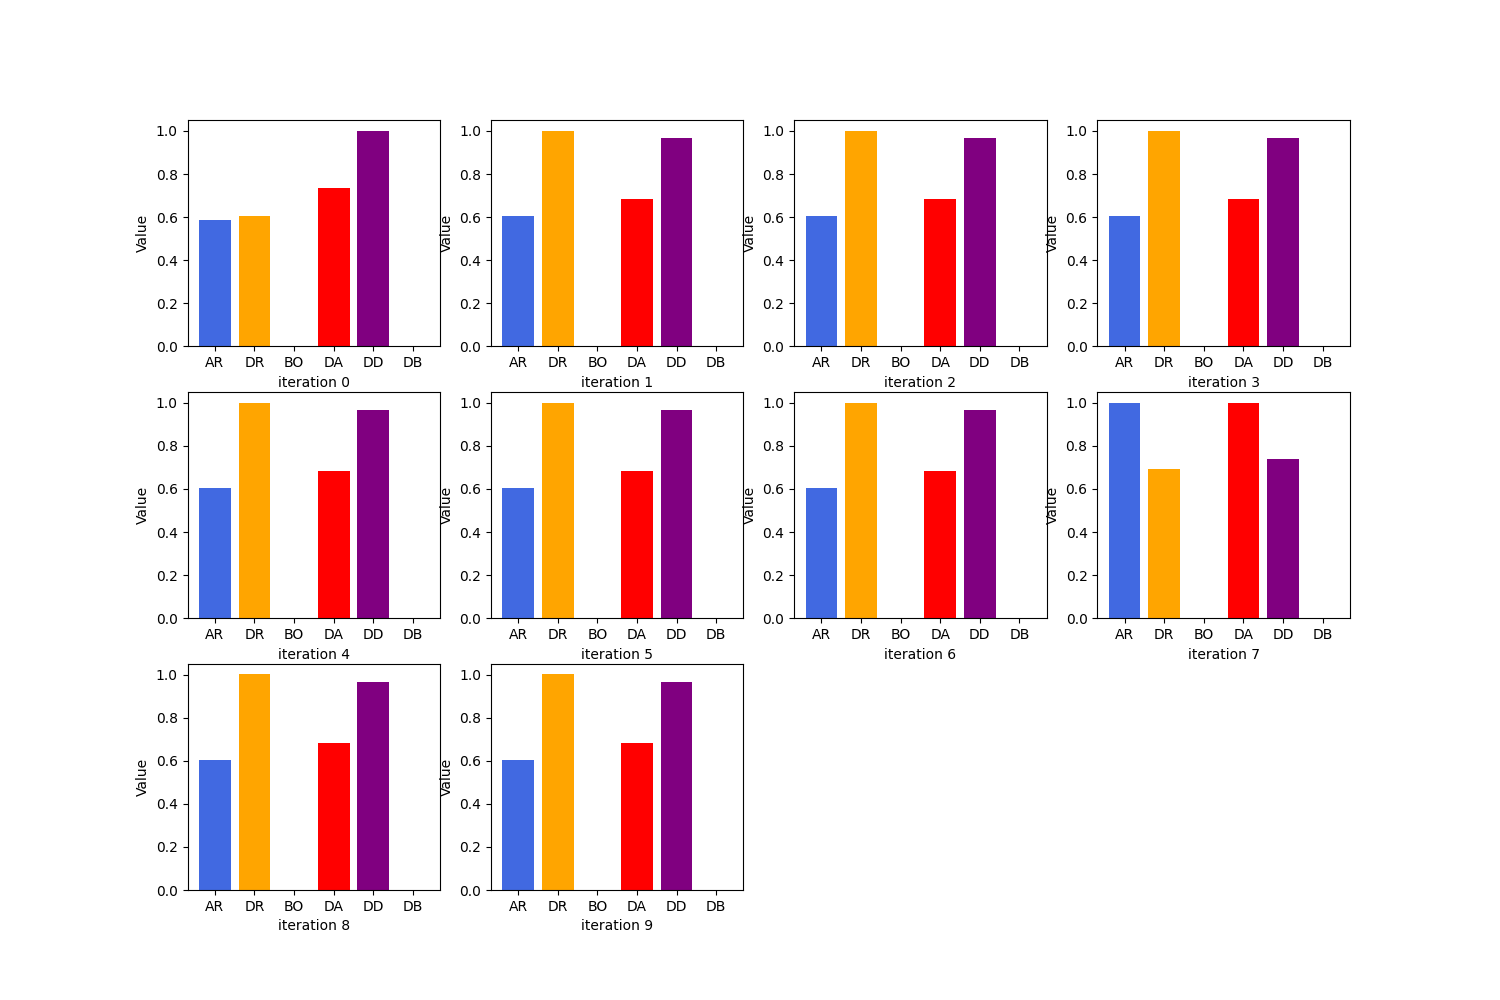 1.0 1.0 1.0 1.0
0.8 0.8 0.8 0.8
0.6 0.6 0.6 0.6
Value Value Value Value
0.4 0.4 0.4 0.4
0.2 0.2 0.2 0.2
0.0 0.0 0.0 0.0
AR DR BO DA DD DB AR DR BO DA DD DB AR DR BO DA DD DB AR DR BO DA DD DB
iteration 0 iteration 1 iteration 2 iteration 3
1.0 1.0 1.0 1.0
0.8 0.8 0.8 0.8
0.6 0.6 0.6 0.6
Value Value Value Value
0.4 0.4 0.4 0.4
0.2 0.2 0.2 0.2
0.0 0.0 0.0 0.0
AR DR BO DA DD DB AR DR BO DA DD DB AR DR BO DA DD DB AR DR BO DA DD DB
iteration 4 iteration 5 iteration 6 iteration 7
1.0 1.0
0.8 0.8
0.6 0.6
Value Value
0.4 0.4
0.2 0.2
0.0 0.0
AR DR BO DA DD DB AR DR BO DA DD DB
iteration 8 iteration 9